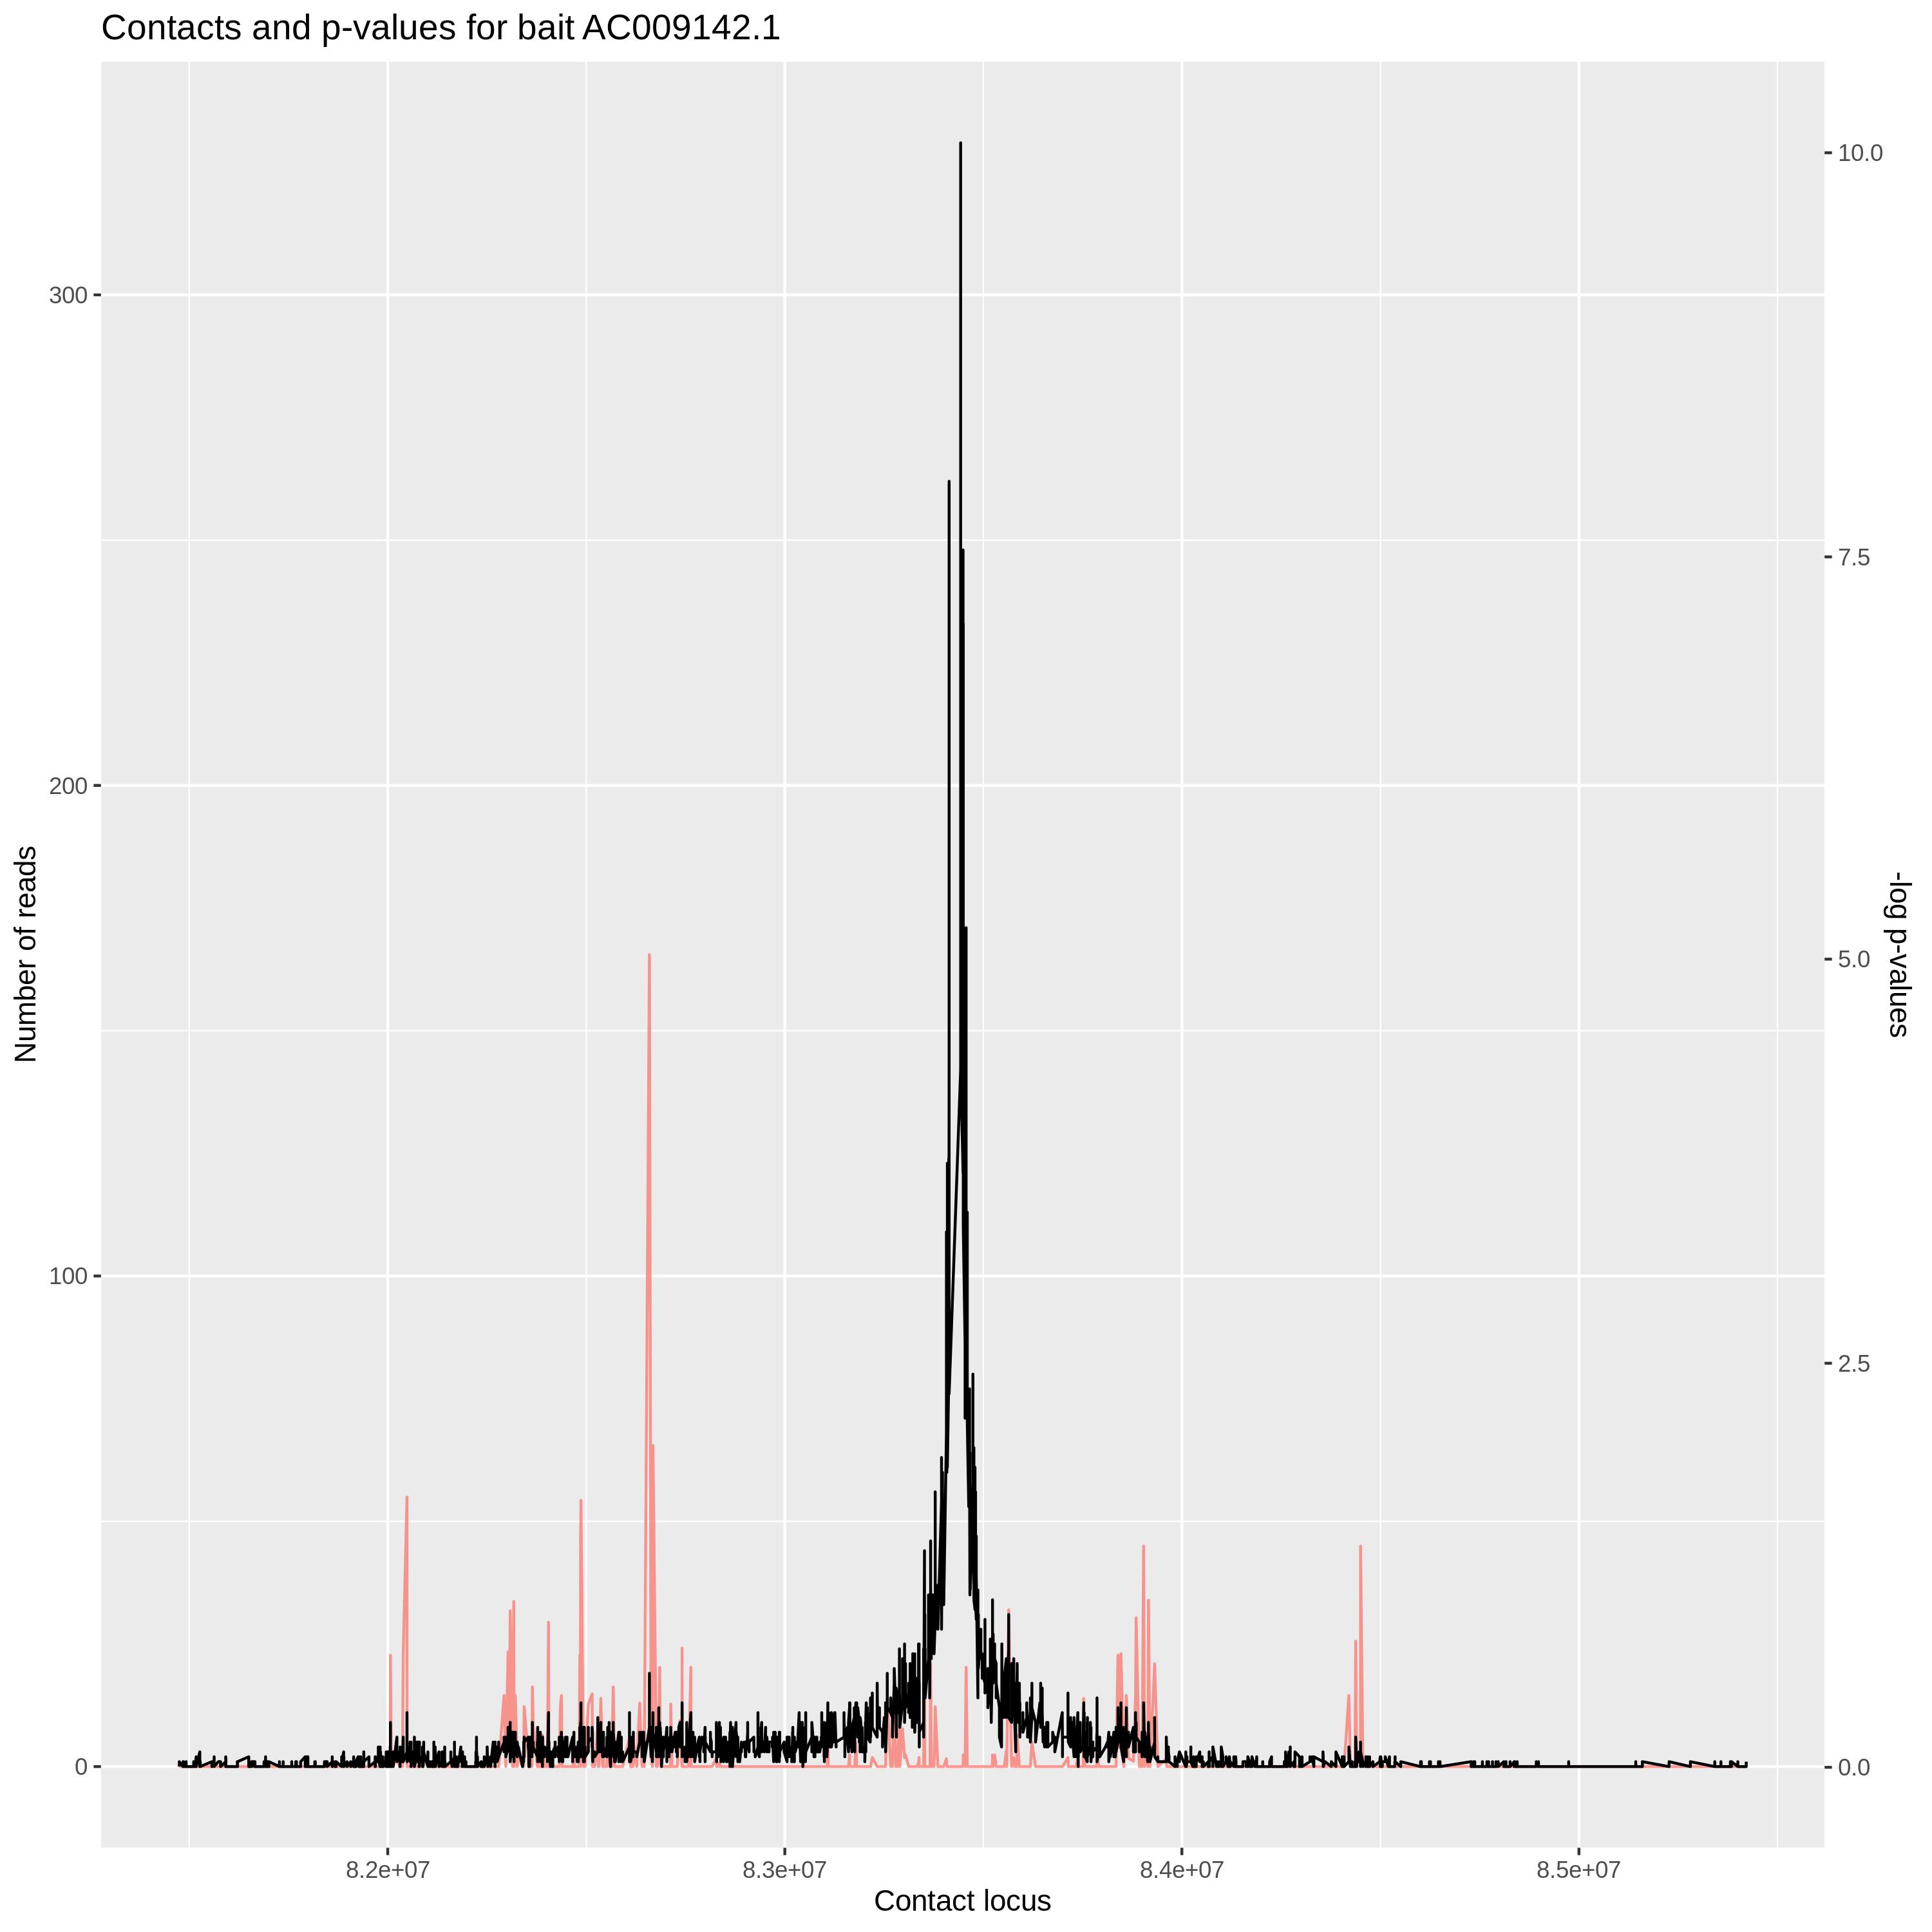 Contacts and p-values for bait AC009142.1
300
200
100
0
Number of reads
10.0
7.5
5.0
2.5
0.0
-log p-values
8.2e+07
8.3e+07
8.4e+07
8.5e+07
Contact locus